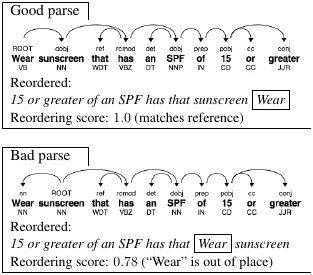 Good parse
ROOT dobj ref rcmod det dobj prep pobj cc conj
Wear sunscreen that has an SPF of 15 or greater
VB NN WDT VBZ DT NNP IN CD CC JJR
Reordered:
15 or greater of an SPF has that sunscreen Wear
Reordering score: 1.0 (matches reference)
Bad parse
nn ROOT ref rcmod det dobj prep pobj cc conj
Wear sunscreen that has an SPF of 15 or greater
NN NN WDT VBZ DT NN IN CD CC JJR
Reordered:
15 or greater of an SPF has that Wear sunscreen
Reordering score: 0.78 (“Wear” is out of place)